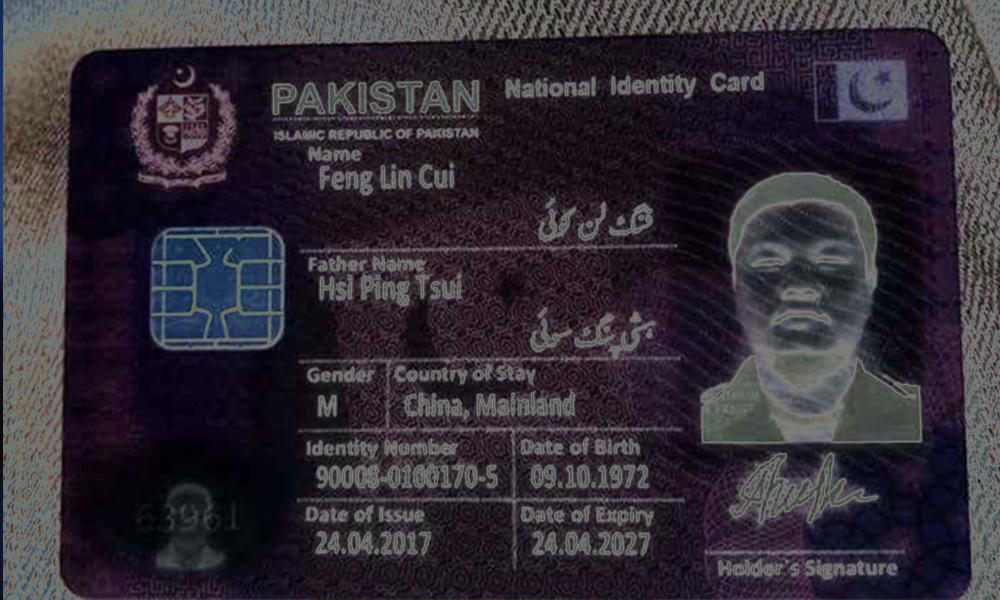 PAKISTAN National Identity Card
ISLAMIC REPUBLIC OF PAKISTAN
Name
Feng Lin Cui
فنگ لن کوئی
Father Name
Hsi Ping Tsui
ہشی پنگ سوئی
Gender Country of Stay
M China, Mainland
Identity Number Date of Birth
90008-0100170-5 09.10.1972
Date of Issue Date of Expiry
24.04.2017 24.04.2027
63961
Holder's Signature